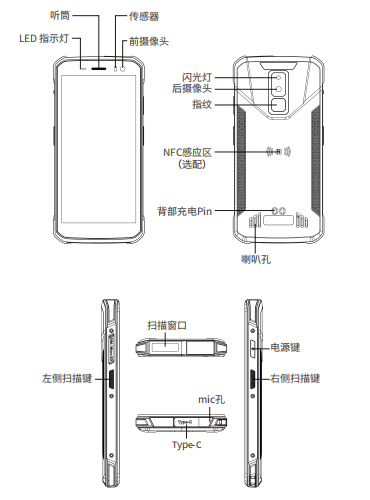 听筒
传感器
LED 指示灯
前摄像头
闪光灯
后摄像头
指纹
NFC感应区
（选配）
背部充电Pin
喇叭孔
扫描窗口
电源键
左侧扫描键
右侧扫描键
mic孔
Type-C
Type-C